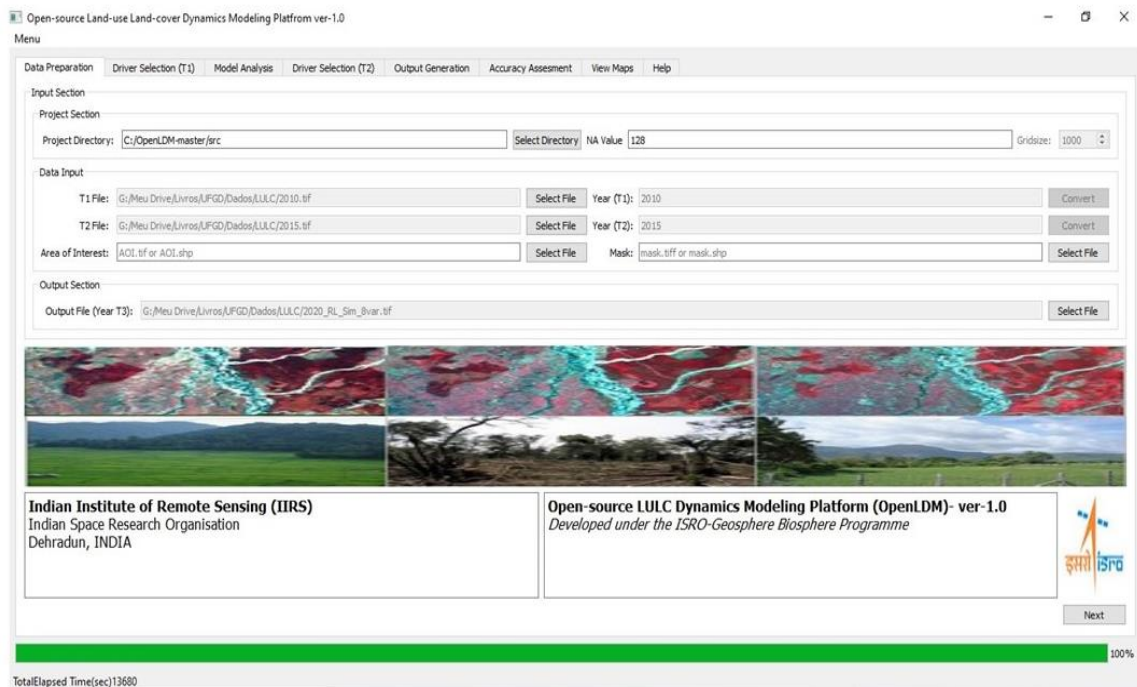 Open-source Land-use Land-cover Dynamics Modeling Platfrom ver-1.0
Menu
Data Preparation Driver Selection (T1) Model Analysis Driver Selection (T2) Output Generation Accuracy Assesment View Maps Help
Input Section
Project Section
Project Directory: C:/OpenLDM-master/src Select Directory NA Value 128 Gridsize: 1000
Data Input
T1 File: G:/Meu Drive/Livros/UFGD/Dados/LULC/2010.tif Select File Year (T1): 2010 Convert
T2 File: G:/Meu Drive/Livros/UFGD/Dados/LULC/2015.tif Select File Year (T2): 2015 Convert
Area of Interest: AOI.tif or AOI.shp Select File Mask: mask.tiff or mask.shp Select File
Output Section
Output File (Year T3): G:/Meu Drive/Livros/UFGD/Dados/LULC/2020_RL_Sim_8var.tif Select File
Indian Institute of Remote Sensing (IIRS)
Indian Space Research Organisation
Dehradun, INDIA
Open-source LULC Dynamics Modeling Platform (OpenLDM)- ver-1.0
Developed under the ISRO-Geosphere Biosphere Programme
इसरो isro
Next
100%
TotalElapsed Time(sec)13680